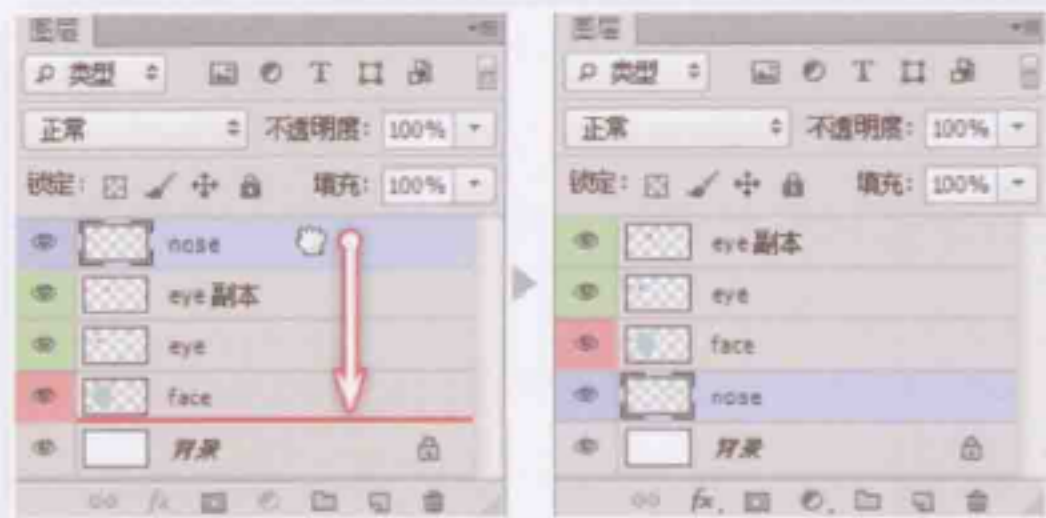 图层
类型
正常 不透明度: 100%
锁定: 填充: 100%
nose
eye 副本
eye
face
背景
fx
图层
类型
正常 不透明度: 100%
锁定: 填充: 100%
eye 副本
eye
face
nose
背景
fx.